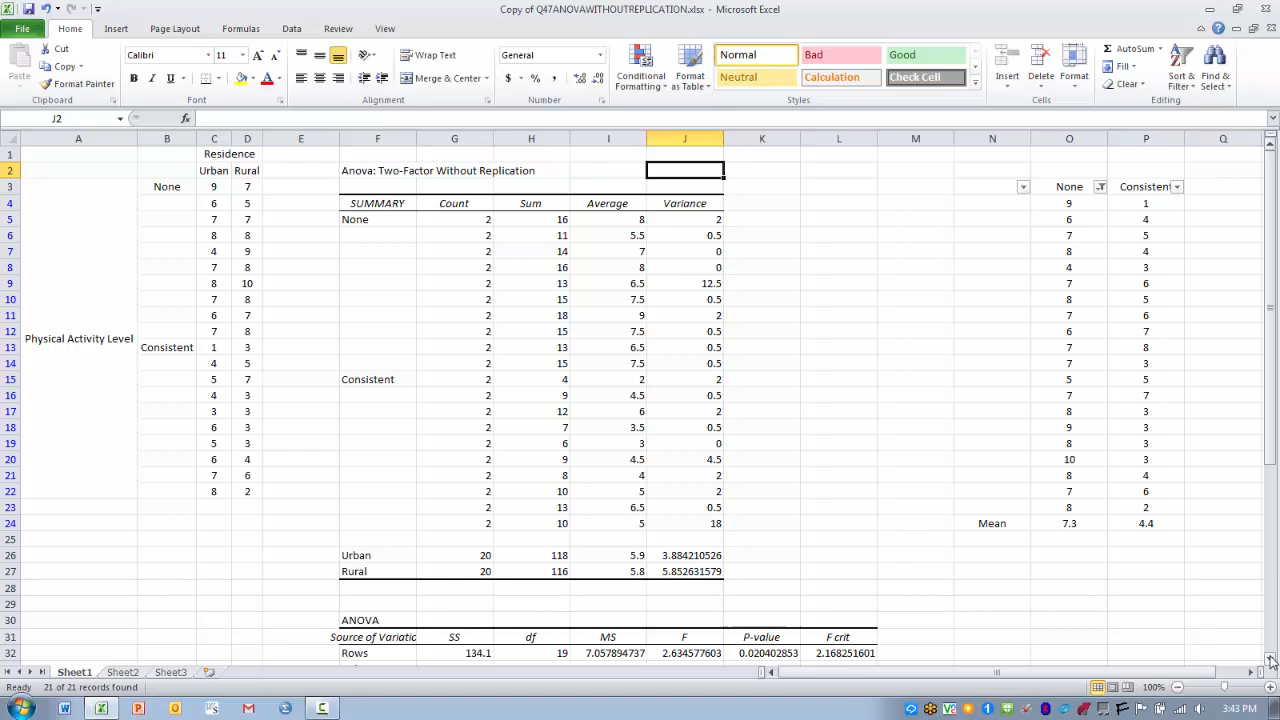 Copy of Q47ANOVAWITHOUTREPLICATION.xlsx - Microsoft Excel
File Home Insert Page Layout Formulas Data Review View
Cut Calibri 11 Wrap Text General Normal Bad Good AutoSum
Paste Copy Conditional Format Insert Delete Format Fill Sort & Find &
Format Painter Merge & Center Formatting as Table Neutral Calculation Check Cell Clear Filter Select
Clipboard Font Alignment Number Styles Cells Editing
J2 fx
A B C D E F G H I J K L M N O P Q
1 Residence
2 Urban Rural Anova: Two-Factor Without Replication
3 None 9 7 None Consistent
4 6 5 SUMMARY Count Sum Average Variance 9 1
5 7 7 None 2 16 8 2 6 4
6 8 8 2 11 5.5 0.5 7 5
7 4 9 2 14 7 0 8 4
8 7 8 2 16 8 0 4 3
9 8 10 2 13 6.5 12.5 7 6
10 7 8 2 15 7.5 0.5 8 5
11 6 7 2 18 9 2 7 6
12 7 8 2 15 7.5 0.5 6 7
Physical Activity Level
13 Consistent 1 3 2 13 6.5 0.5 7 8
14 4 5 2 15 7.5 0.5 7 3
15 5 7 Consistent 2 4 2 2 5 5
16 4 3 2 9 4.5 0.5 7 7
17 3 3 2 12 6 2 8 3
18 6 3 2 7 3.5 0.5 9 3
19 5 3 2 6 3 0 8 3
20 6 4 2 9 4.5 4.5 10 3
21 7 6 2 8 4 2 8 4
22 8 2 2 10 5 2 7 6
23 2 13 6.5 0.5 8 2
24 2 10 5 18 Mean 7.3 4.4
26 Urban 20 118 5.9 3.884210526
27 Rural 20 116 5.8 5.852631579
28
29
30 ANOVA
31 Source of Variatic SS df MS F P-value F crit
32 Rows 134.1 19 7.057894737 2.634577603 0.020402853 2.168251601
Sheet1 Sheet2 Sheet3
Ready 21 of 21 records found 100%
3:43 PM